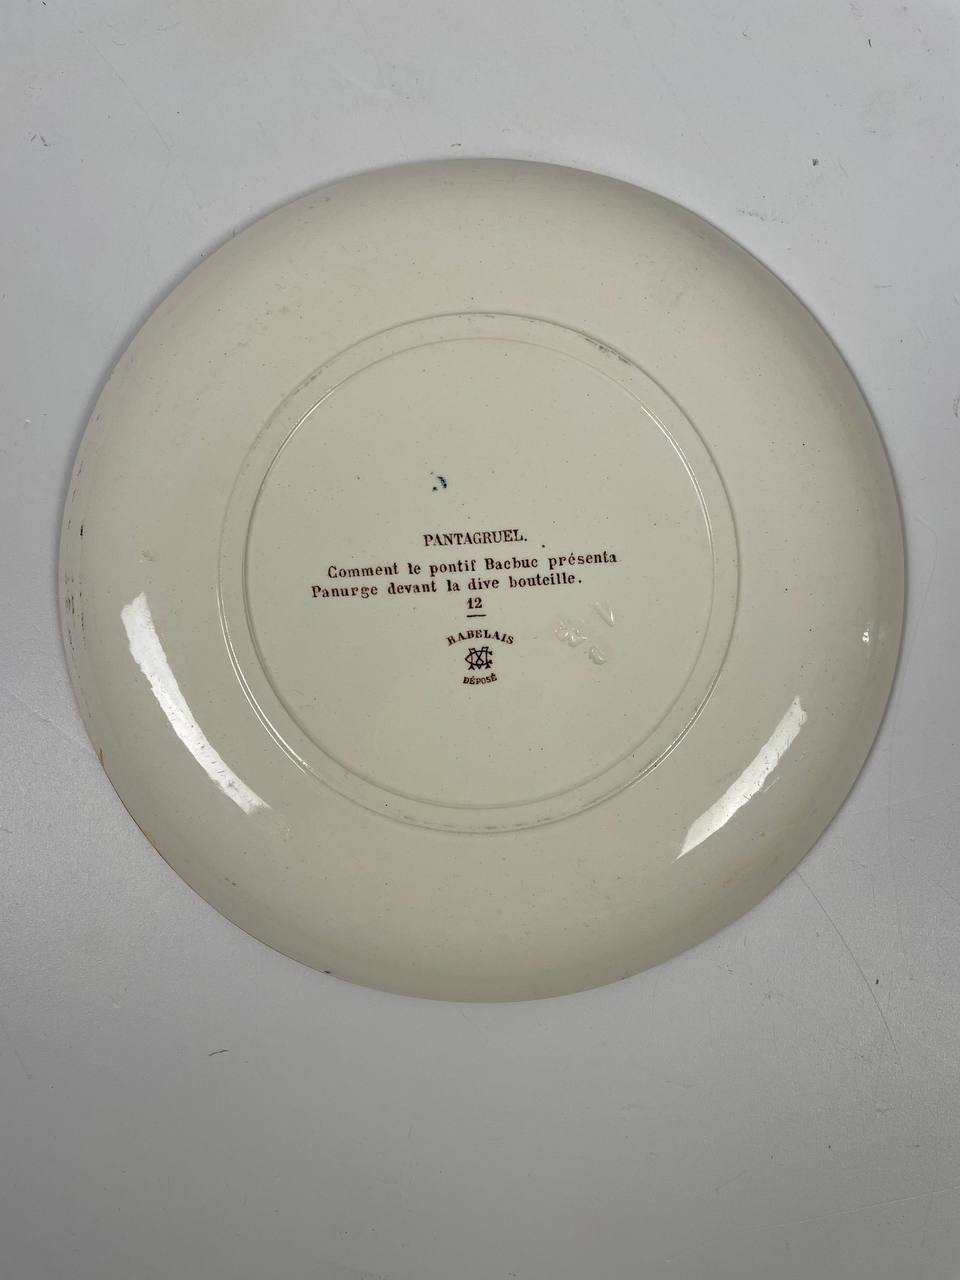 PANTAGRUEL.
Comment le pontif Bacbuc présenta
Panurge devant la dive bouteille.
12
RABELAIS
DÉPOSÉ